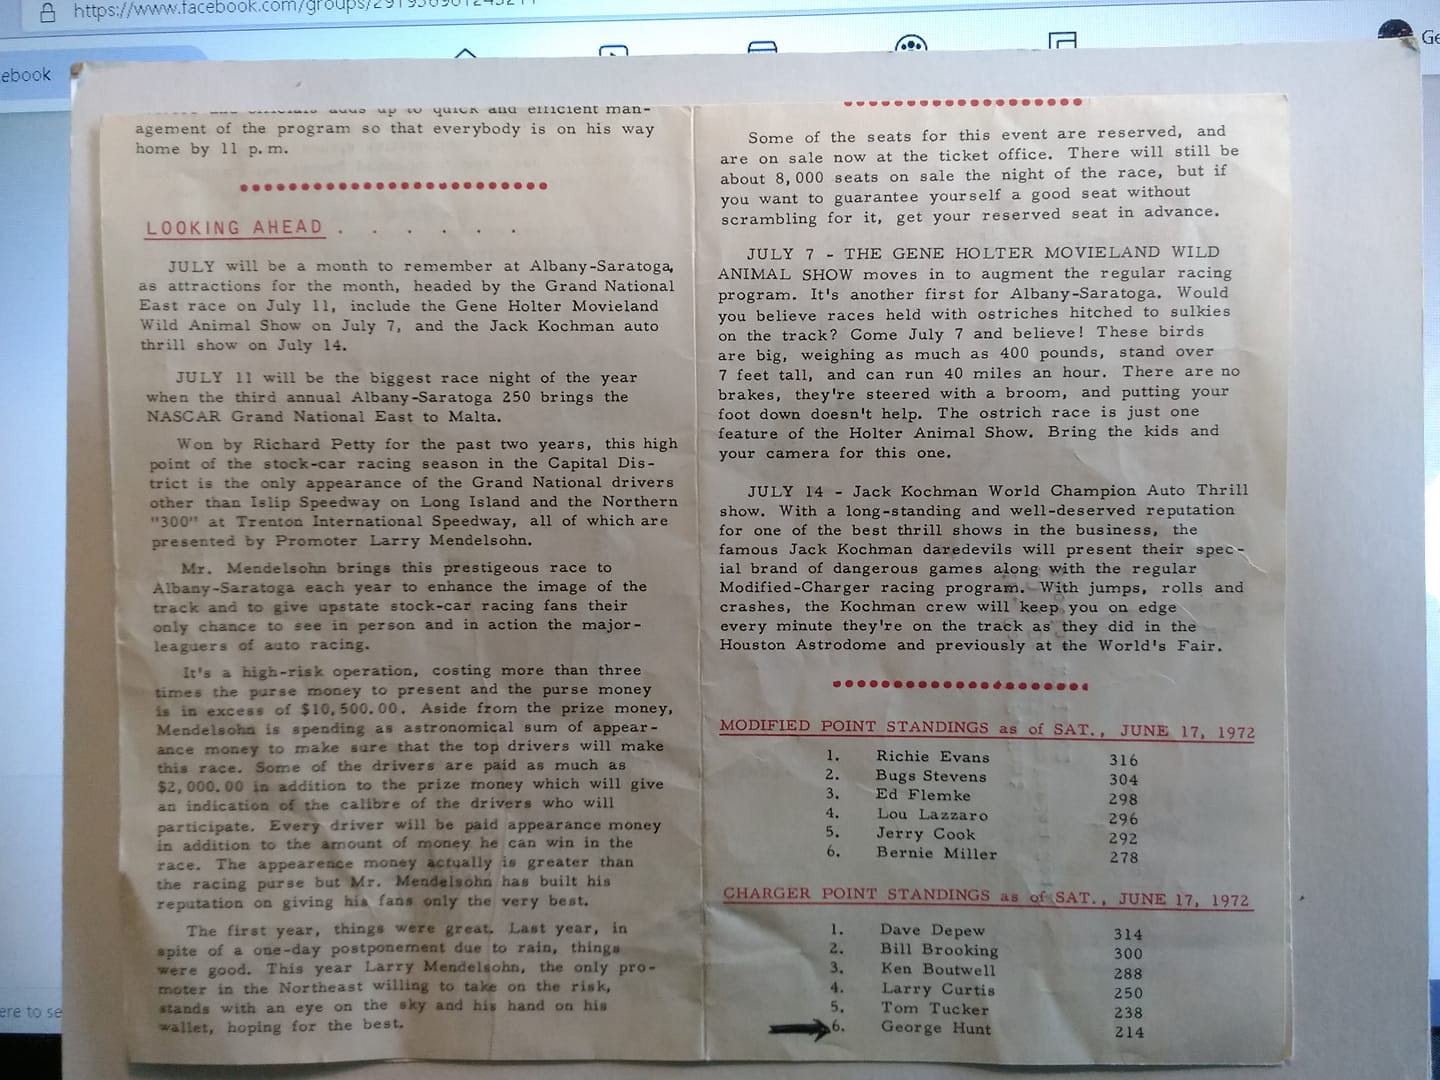 https://www.facebook.com/groups/
ebook
Ge
ere to se
adds up to quick and efficient man-
agement of the program so that everybody is on his way
home by 11 p.m.
LOOKING AHEAD . . . . . .
JULY will be a month to remember at Albany-Saratoga,
as attractions for the month, headed by the Grand National
East race on July 11, include the Gene Holter Movieland
Wild Animal Show on July 7, and the Jack Kochman auto
thrill show on July 14.
JULY 11 will be the biggest race night of the year
when the third annual Albany-Saratoga 250 brings the
NASCAR Grand National East to Malta.
Won by Richard Petty for the past two years, this high
point of the stock-car racing season in the Capital Dis-
trict is the only appearance of the Grand National drivers
other than Islip Speedway on Long Island and the Northern
"300" at Trenton International Speedway, all of which are
presented by Promoter Larry Mendelsohn.
Mr. Mendelsohn brings this prestigeous race to
Albany-Saratoga each year to enhance the image of the
track and to give upstate stock-car racing fans their
only chance to see in person and in action the major-
leaguers of auto racing.
It's a high-risk operation, costing more than three
times the purse money to present and the purse money
is in excess of $10,500.00. Aside from the prize money,
Mendelsohn is spending as astronomical sum of appear-
ance money to make sure that the top drivers will make
this race. Some of the drivers are paid as much as
$2,000.00 in addition to the prize money which will give
an indication of the calibre of the drivers who will
participate. Every driver will be paid appearance money
in addition to the amount of money he can win in the
race. The appearence money actually is greater than
the racing purse but Mr. Mendelsohn has built his
reputation on giving his fans only the very best.
The first year, things were great. Last year, in
spite of a one-day postponement due to rain, things
were good. This year Larry Mendelsohn, the only pro-
moter in the Northeast willing to take on the risk,
stands with an eye on the sky and his hand on his
wallet, hoping for the best.
Some of the seats for this event are reserved, and
are on sale now at the ticket office. There will still be
about 8,000 seats on sale the night of the race, but if
you want to guarantee yourself a good seat without
scrambling for it, get your reserved seat in advance.
JULY 7 - THE GENE HOLTER MOVIELAND WILD
ANIMAL SHOW moves in to augment the regular racing
program. It's another first for Albany-Saratoga. Would
you believe races held with ostriches hitched to sulkies
on the track? Come July 7 and believe! These birds
are big, weighing as much as 400 pounds, stand over
7 feet tall, and can run 40 miles an hour. There are no
brakes, they're steered with a broom, and putting your
foot down doesn't help. The ostrich race is just one
feature of the Holter Animal Show. Bring the kids and
your camera for this one.
JULY 14 - Jack Kochman World Champion Auto Thrill
show. With a long-standing and well-deserved reputation
for one of the best thrill shows in the business, the
famous Jack Kochman daredevils will present their spec-
ial brand of dangerous games along with the regular
Modified-Charger racing program. With jumps, rolls and
crashes, the Kochman crew will keep you on edge
every minute they're on the track as they did in the
Houston Astrodome and previously at the World's Fair.
MODIFIED POINT STANDINGS as of SAT., JUNE 17, 1972
1. Richie Evans 316
2. Bugs Stevens 304
3. Ed Flemke 298
4. Lou Lazzaro 296
5. Jerry Cook 292
6. Bernie Miller 278
CHARGER POINT STANDINGS as of SAT., JUNE 17, 1972
1. Dave Depew 314
2. Bill Brooking 300
3. Ken Boutwell 288
4. Larry Curtis 250
5. Tom Tucker 238
6. George Hunt 214